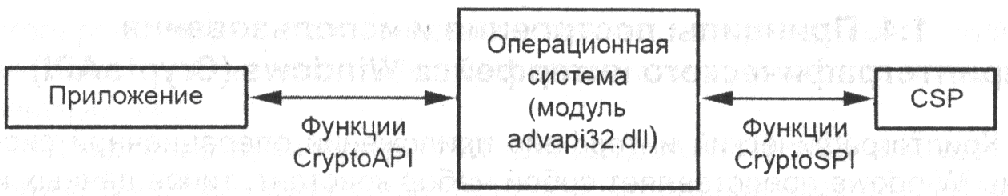 Приложение
Функции
CryptoAPI
Операционная
система
(модуль
advapi32.dll)
Функции
CryptoSPI
CSP